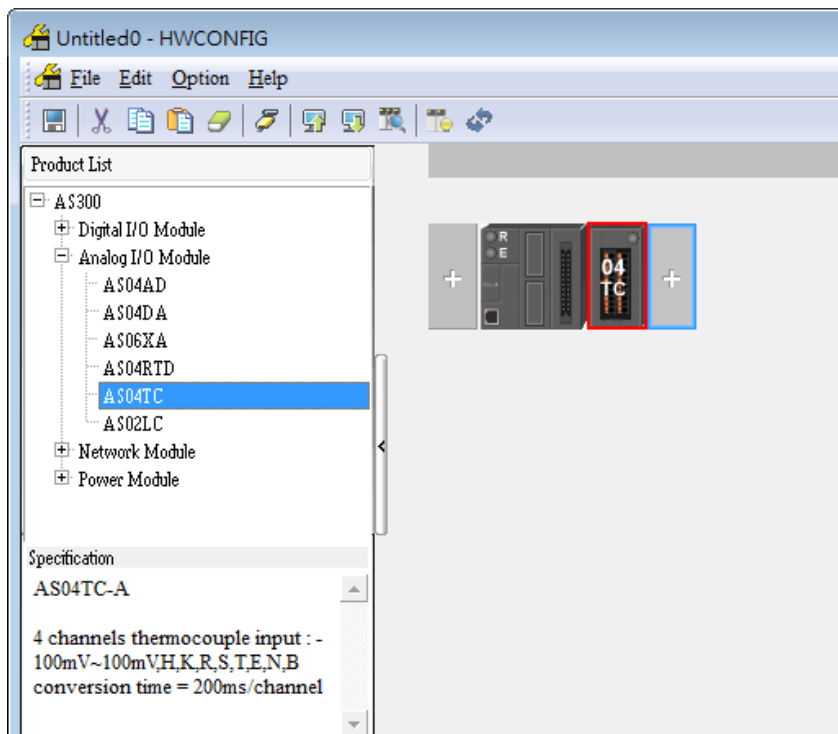 Untitled0 - HWCONFIG
File Edit Option Help
Product List
AS300
Digital I/O Module
Analog I/O Module
AS04AD
AS04DA
AS06XA
AS04RTD
AS04TC
AS02LC
Network Module
Power Module
R
E
04
TC
Specification
AS04TC-A
4 channels thermocouple input : -
100mV~100mV,H,K,R,S,T,E,N,B
conversion time = 200ms/channel